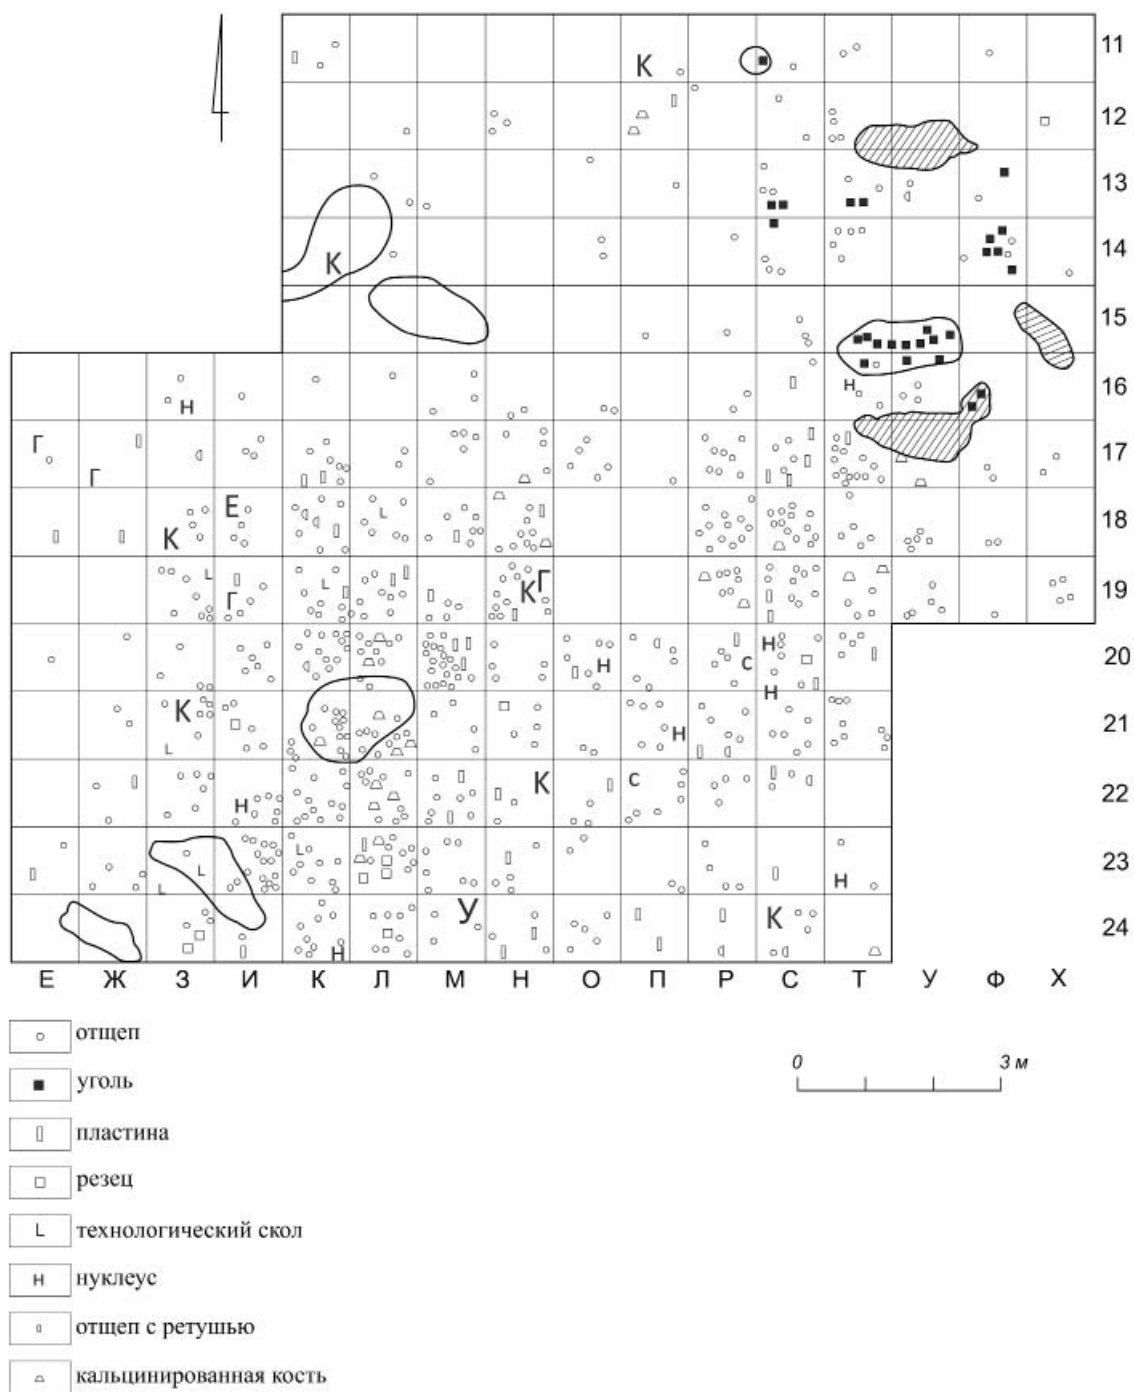 11
К
12
13
К 14
15
Н 16
Н
Г 17
Г
Е L 18
К
L L К Г 19
Г
Н С Н 20
Н
К Н 21
L
Н К С 22
L L Н 23
L
У К 24
Н
Е Ж З И К Л М Н О П Р С Т У Ф Х
отщеп
0 3 м
уголь
пластина
резец
L технологический скол
Н нуклеус
отщеп с ретушью
кальцинированная кость